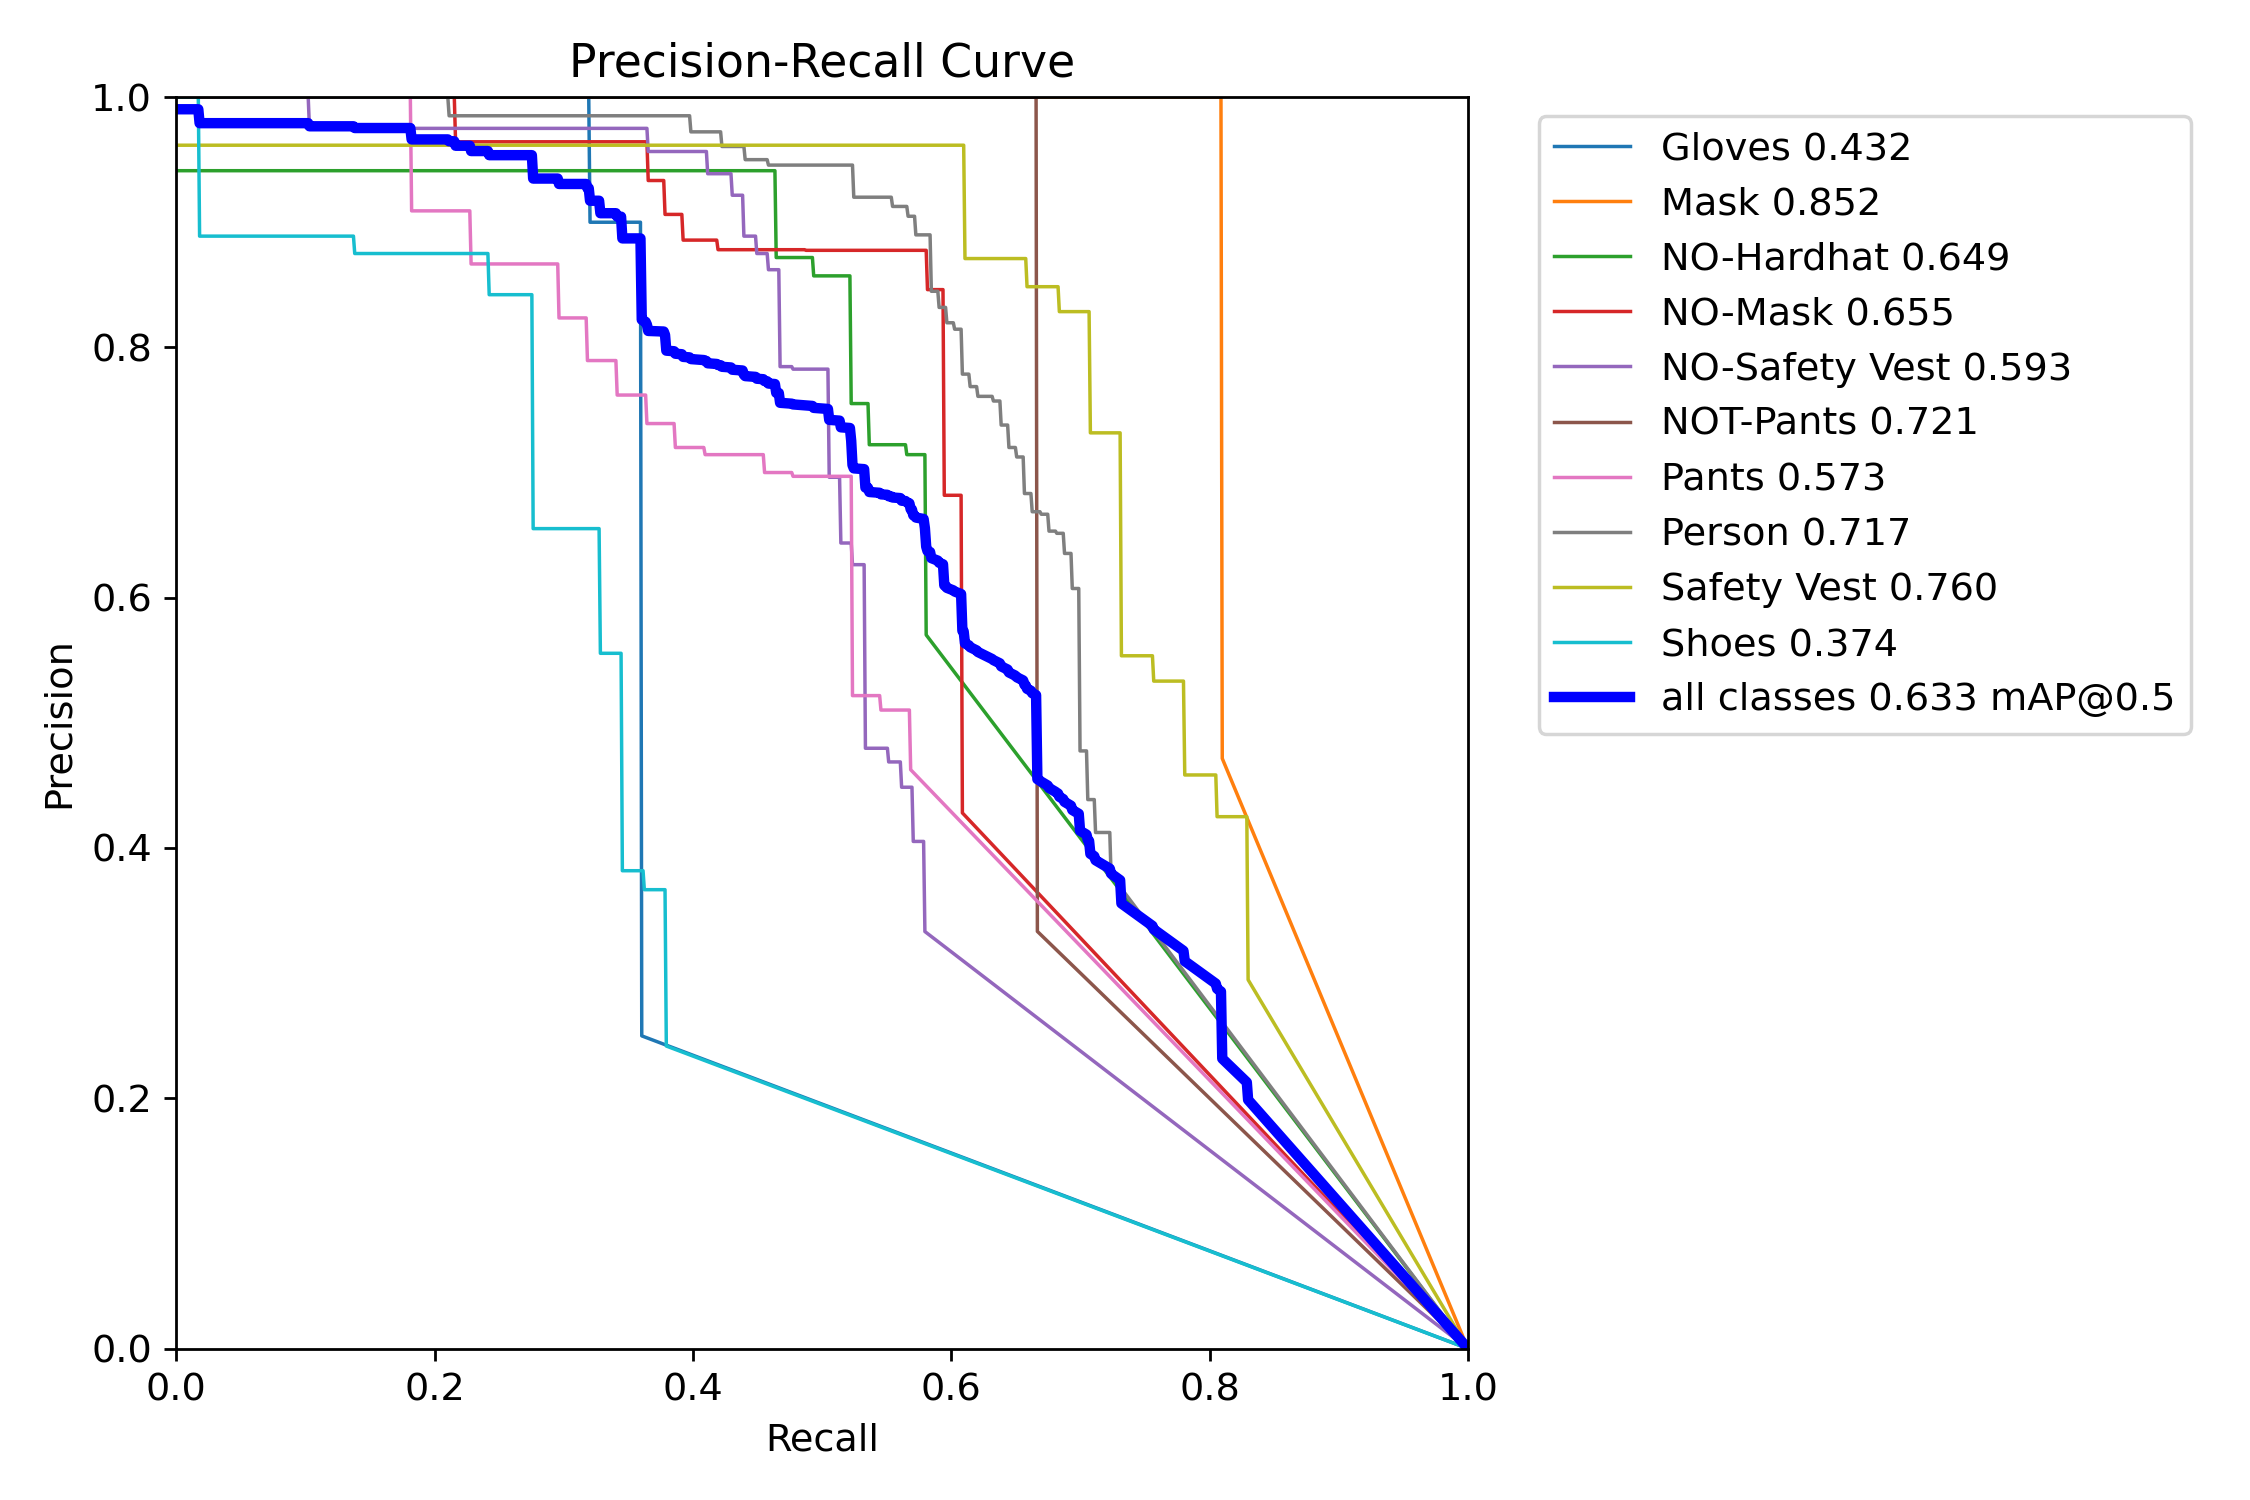 Precision-Recall Curve
1.0
0.8
0.6
0.4
0.2
0.0
Precision
0.0 0.2 0.4 0.6 0.8 1.0
Recall
Gloves 0.432
Mask 0.852
NO-Hardhat 0.649
NO-Mask 0.655
NO-Safety Vest 0.593
NOT-Pants 0.721
Pants 0.573
Person 0.717
Safety Vest 0.760
Shoes 0.374
all classes 0.633 mAP@0.5